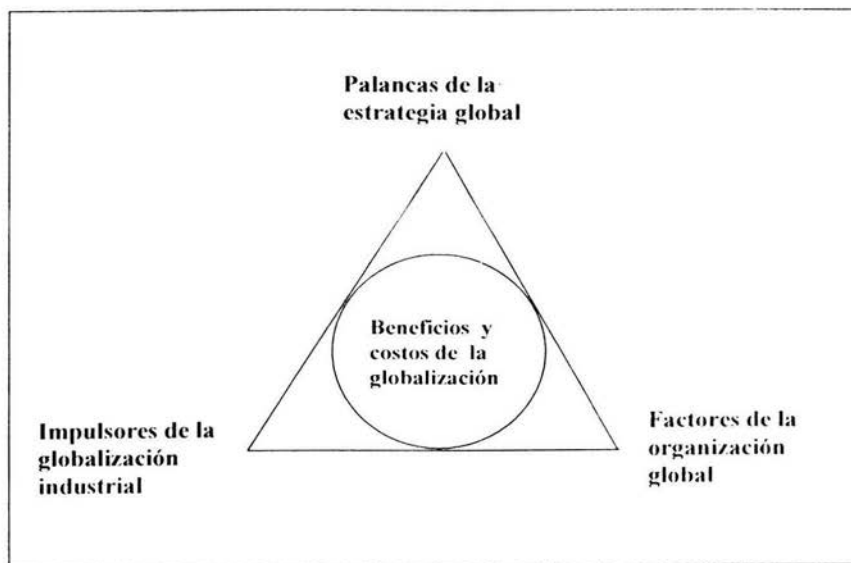 Palancas de la
estrategia global
Beneficios y
costos de la
globalización
Impulsores de la
globalización
industrial
Factores de la
organización
global